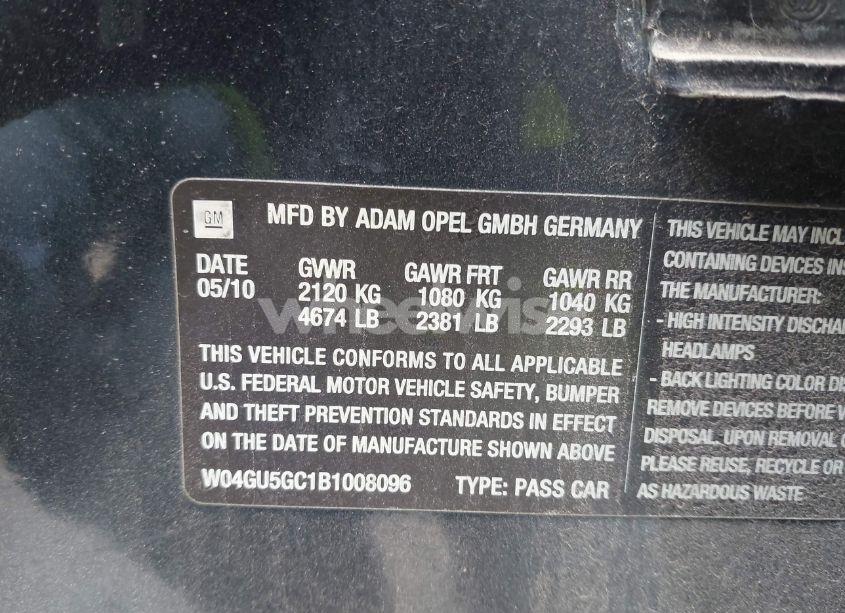 GM
MFD BY ADAM OPEL GMBH GERMANY
DATE GVWR GAWR FRT GAWR RR
05/10 2120 KG 1080 KG 1040 KG
4674 LB 2381 LB 2293 LB
THIS VEHICLE CONFORMS TO ALL APPLICABLE
U.S. FEDERAL MOTOR VEHICLE SAFETY, BUMPER
AND THEFT PREVENTION STANDARDS IN EFFECT
ON THE DATE OF MANUFACTURE SHOWN ABOVE
W04GU5GC1B1008096 TYPE: PASS CAR
THIS VEHICLE MAY INCL
CONTAINING DEVICES INS
THE MANUFACTURER:
- HIGH INTENSITY DISCHA
HEADLAMPS
- BACK LIGHTING COLOR DI
REMOVE DEVICES BEFORE V
DISPOSAL. UPON REMOVAL O
PLEASE REUSE, RECYCLE O
AS HAZARDOUS WASTE